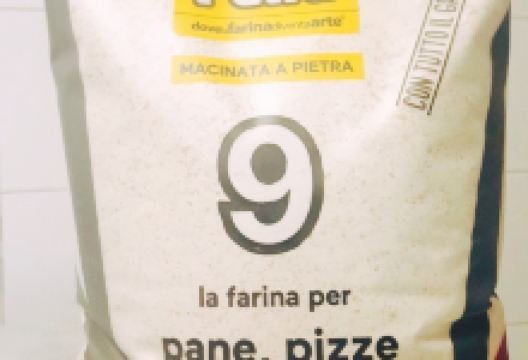 dove la farina diventa arte
MACINATA A PIETRA
CON TUTTO IL
9
la farina per
pane, pizze